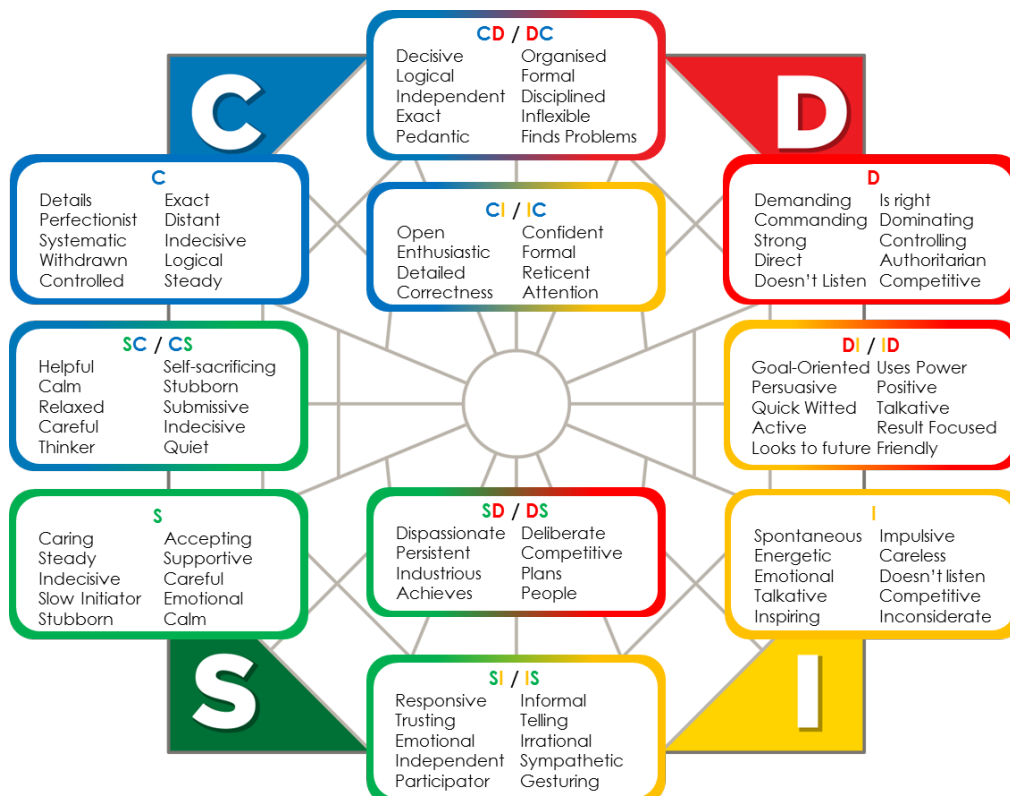 C
D
CD / DC
Decisive Organised
Logical Formal
Independent Disciplined
Exact Inflexible
Pedantic Finds Problems
C
Details Exact
Perfectionist Distant
Systematic Indecisive
Withdrawn Logical
Controlled Steady
CI / IC
Open Confident
Enthusiastic Formal
Detailed Reticent
Correctness Attention
D
Demanding Is right
Commanding Dominating
Strong Controlling
Direct Authoritarian
Doesn't Listen Competitive
SC / CS
Helpful Self-sacrificing
Calm Stubborn
Relaxed Submissive
Careful Indecisive
Thinker Quiet
DI / ID
Goal-Oriented Uses Power
Persuasive Positive
Quick Witted Talkative
Active Result Focused
Looks to future Friendly
S
Caring Accepting
Steady Supportive
Indecisive Careful
Slow Initiator Emotional
Stubborn Calm
SD / DS
Dispassionate Deliberate
Persistent Competitive
Industrious Plans
Achieves People
I
Spontaneous Impulsive
Energetic Careless
Emotional Doesn't listen
Talkative Competitive
Inspiring Inconsiderate
S
I
SI / IS
Responsive Informal
Trusting Telling
Emotional Irrational
Independent Sympathetic
Participator Gesturing